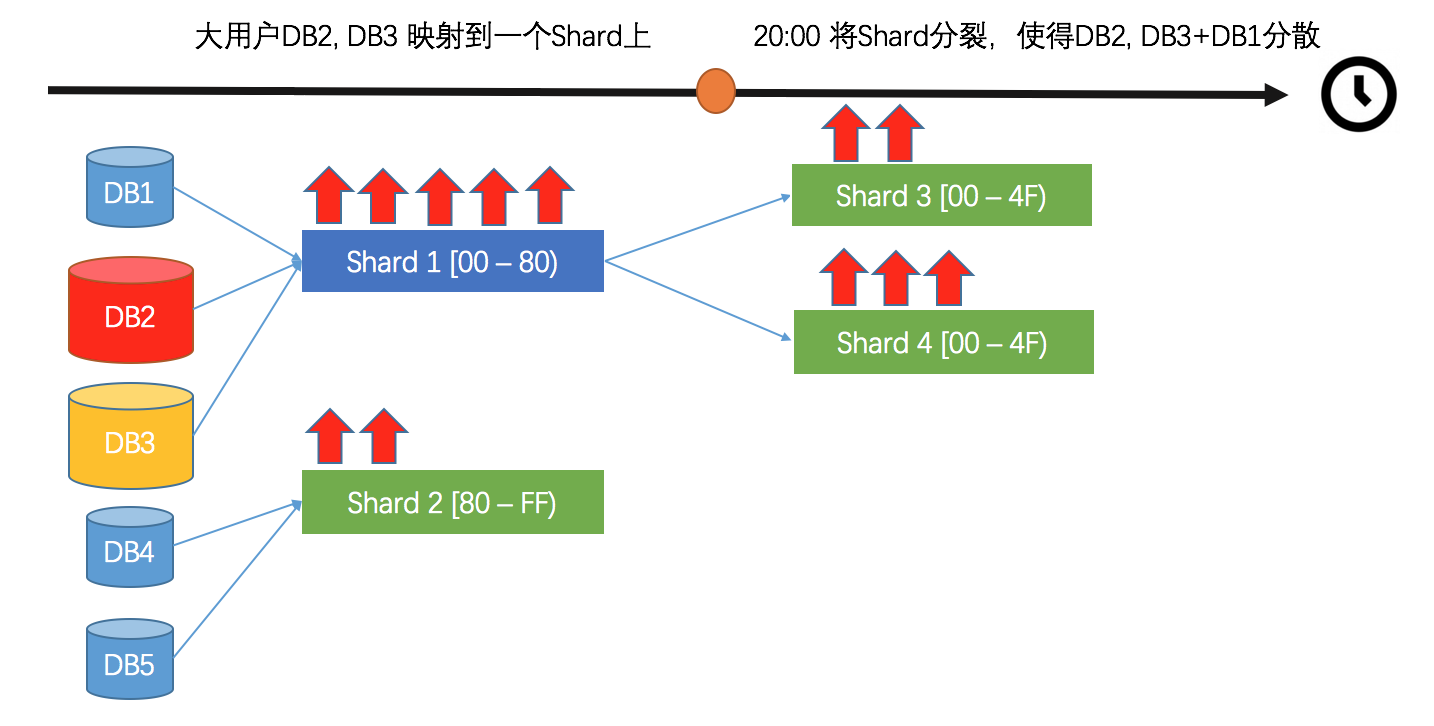 大用户DB2, DB3 映射到一个Shard上
20:00 将Shard分裂, 使得DB2, DB3+DB1分散
DB1
DB2
DB3
DB4
DB5
Shard 1 [00 – 80)
Shard 2 [80 – FF)
Shard 3 [00 – 4F)
Shard 4 [00 – 4F)